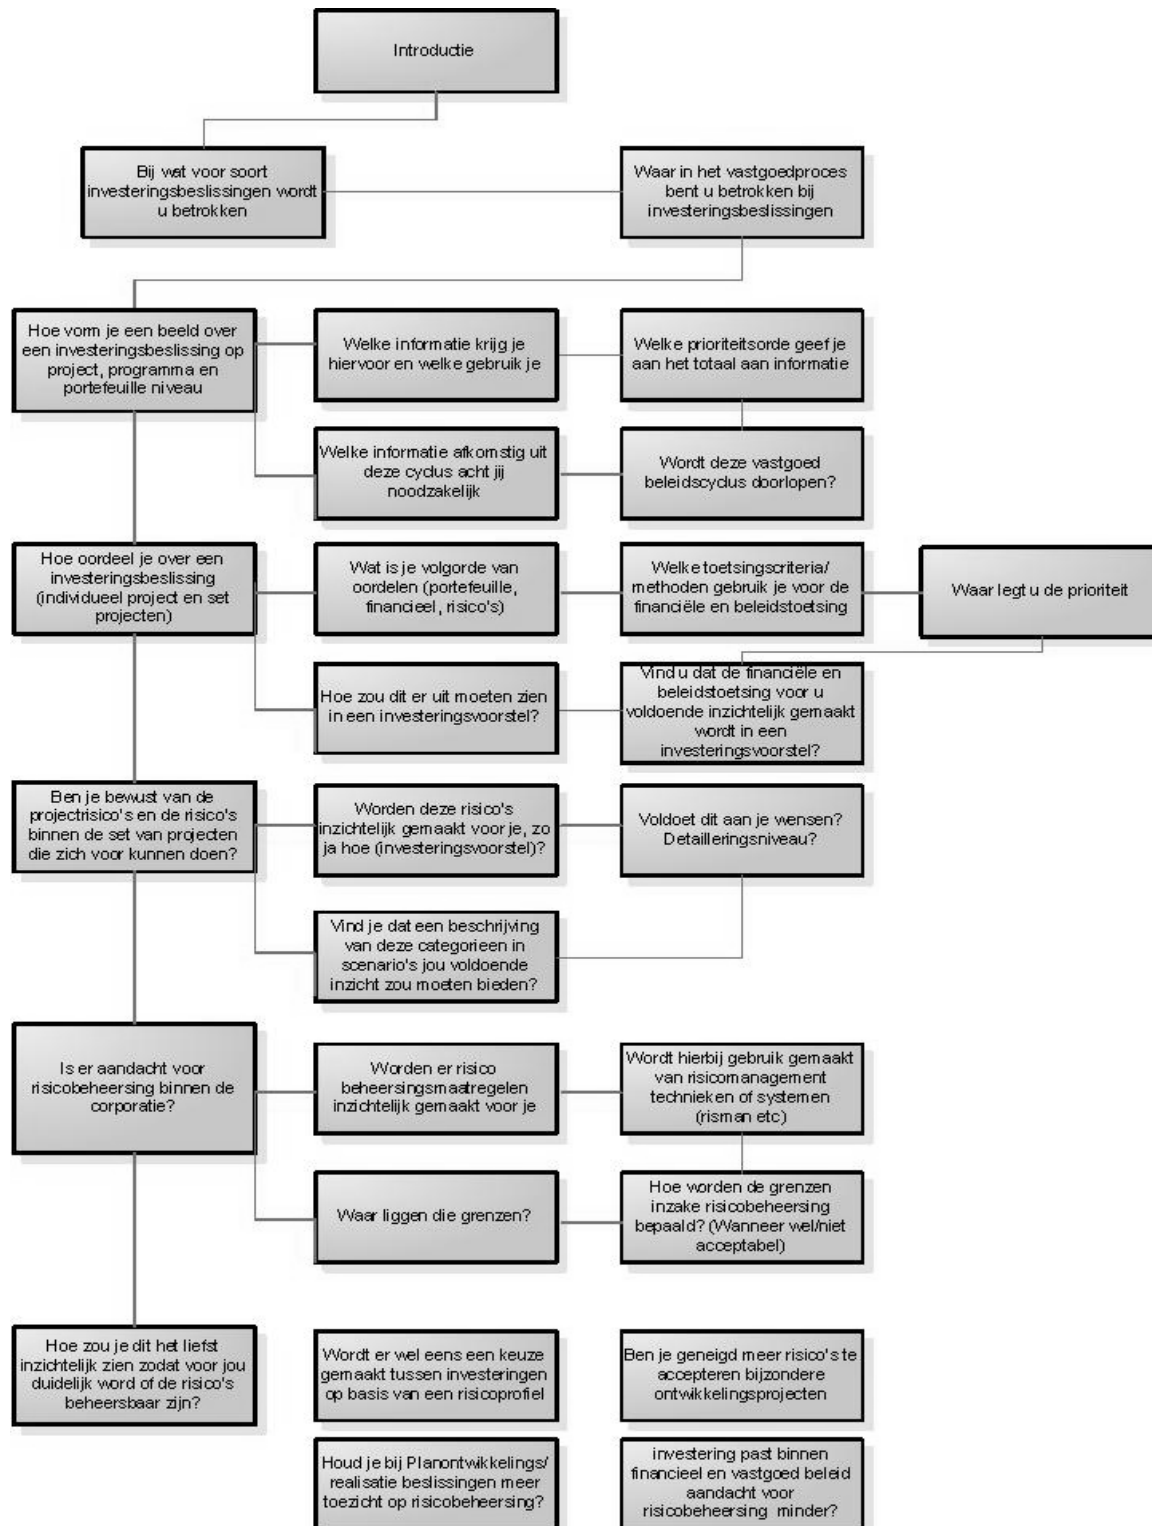 Introductie
Bij wat voor soort
investeringsbeslissingen wordt
u betrokken
Waar in het vastgoedproces
bent u betrokken bij
investeringsbeslissingen
Hoe vorm je een beeld over
een investeringsbeslissing op
project, programma en
portefeuille niveau
Welke informatie krijg je
hiervoor en welke gebruik je
Welke prioriteitsorde geef je
aan het totaal aan informatie
Welke informatie afkomstig uit
deze cyclus acht jij
noodzakelijk
Wordt deze vastgoed
beleidscyclus doorlopen?
Hoe oordeel je over een
investeringsbeslissing
(individueel project en set
projecten)
Wat is je volgorde van
oordelen (portefeuille,
financieel, risico's)
Welke toetsingscriteria/
methoden gebruik je voor de
financiële en beleidstoetsing
Waar legt u de prioriteit
Hoe zou dit er uit moeten zien
in een investeringsvoorstel?
Vind u dat de financiële en
beleidstoetsing voor u
voldoende inzichtelijk gemaakt
wordt in een
investeringsvoorstel?
Ben je bewust van de
projectrisico's en de risico's
binnen de set van projecten
die zich voor kunnen doen?
Worden deze risico's
inzichtelijk gemaakt voor je, zo
ja hoe (investeringsvoorstel)?
Voldoet dit aan je wensen?
Detailleringsniveau?
Vind je dat een beschrijving
van deze categorieen in
scenario's jou voldoende
inzicht zou moeten bieden?
Is er aandacht voor
risicobeheersing binnen de
corporatie?
Worden er risico
beheersingsmaatregelen
inzichtelijk gemaakt voor je
Wordt hierbij gebruik gemaakt
van risicomanagement
technieken of systemen
(risman etc)
Waar liggen die grenzen?
Hoe worden de grenzen
inzake risicobeheersing
bepaald? (Wanneer wel/niet
acceptabel)
Hoe zou je dit het liefst
inzichtelijk zien zodat voor jou
duidelijk word of de risico's
beheersbaar zijn?
Wordt er wel eens een keuze
gemaakt tussen investeringen
op basis van een risicoprofiel
Ben je geneigd meer risico's te
accepteren bijzondere
ontwikkelingsprojecten
Houd je bij Planontwikkelings/
realisatie beslissingen meer
toezicht op risicobeheersing?
investering past binnen
financieel en vastgoed beleid
aandacht voor
risicobeheersing minder?